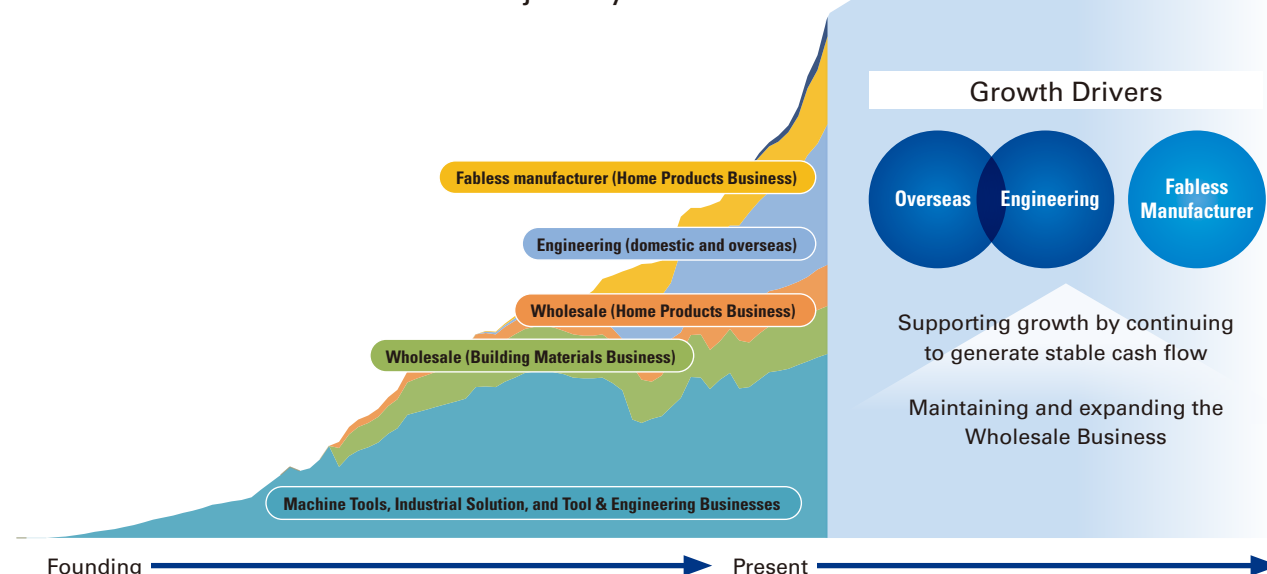 Growth Drivers
Fabless manufacturer (Home Products Business)
Overseas
Engineering
Fabless
Manufacturer
Engineering (domestic and overseas)
Wholesale (Home Products Business)
Supporting growth by continuing
to generate stable cash flow
Wholesale (Building Materials Business)
Maintaining and expanding the
Wholesale Business
Machine Tools, Industrial Solution, and Tool & Engineering Businesses
Founding
Present